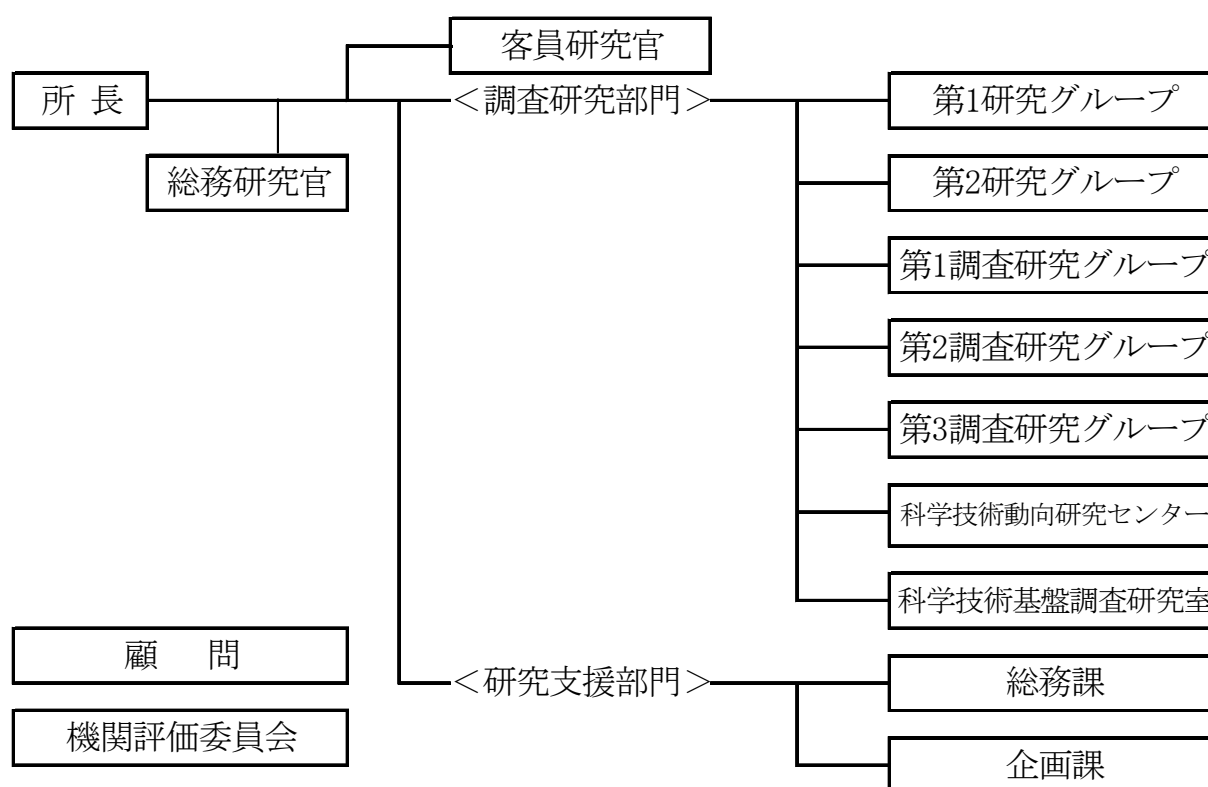 客員研究官
所 長
＜調査研究部門＞
第1研究グループ
総務研究官
第2研究グループ
第1調査研究グループ
第2調査研究グループ
第3調査研究グループ
科学技術動向研究センター
科学技術基盤調査研究室
顧　問
＜研究支援部門＞
総務課
機関評価委員会
企画課